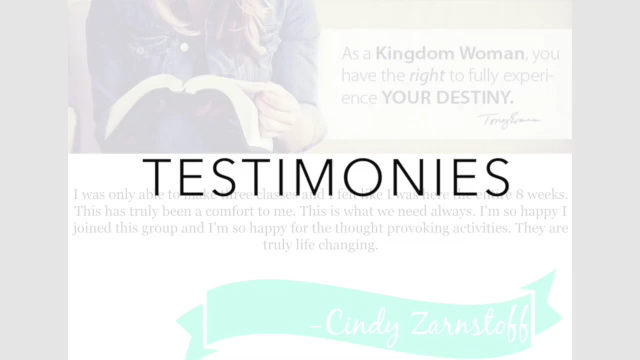 As a Kingdom Woman, you
have the right to fully experi-
ence YOUR DESTINY.
Tony Evans
TESTIMONIES
I was only able to make three classes and I felt like I was here the entire 8 weeks.
This has truly been a comfort to me. This is what we need always. I'm so happy I
joined this group and I'm so happy for the thought provoking activities. They are
truly life changing.
-Cindy Zarnstoff